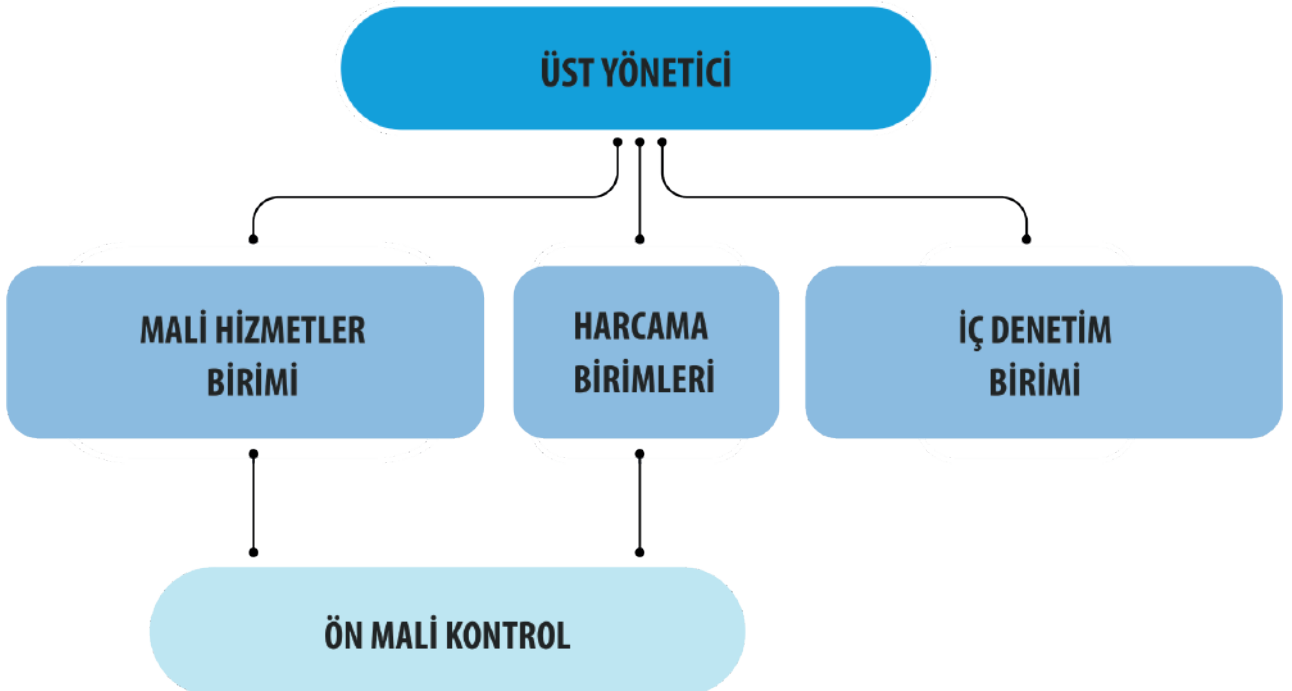 ÜST YÖNETİCİ
MALİ HİZMETLER
BİRİMİ
HARCAMA
BİRİMLERİ
İÇ DENETİM
BİRİMİ
ÖN MALİ KONTROL